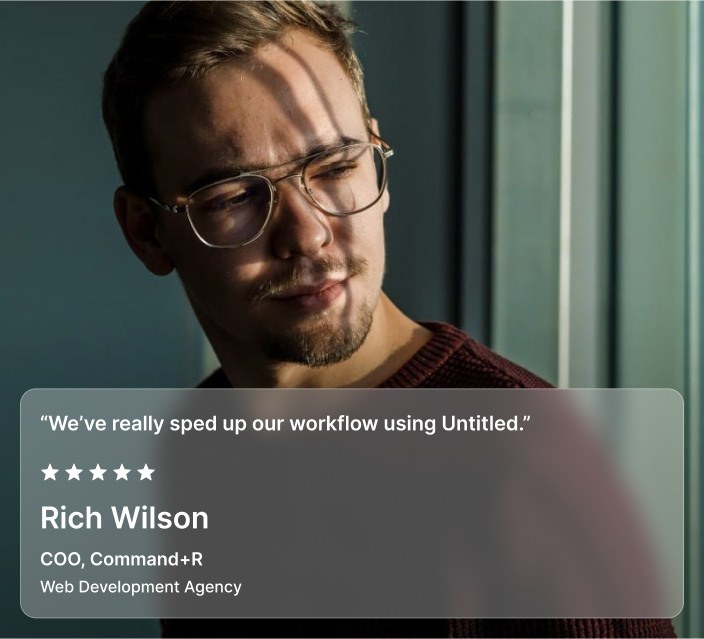 “We’ve really sped up our workflow using Untitled.”
★★★★★
Rich Wilson
COO, Command+R
Web Development Agency